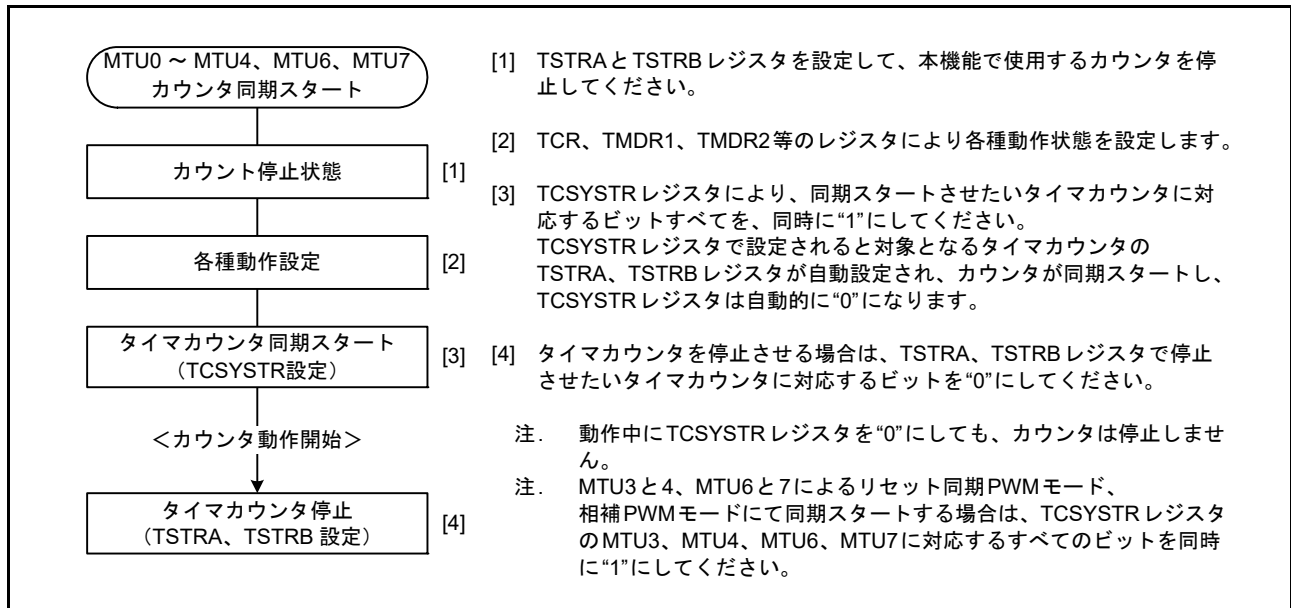 MTU0 ~ MTU4、MTU6、MTU7
カウンタ同期スタート
カウント停止状態
[1]
各種動作設定
[2]
タイマカウンタ同期スタート
（TCSYSTR設定）
[3]
＜カウンタ動作開始＞
タイマカウンタ停止
（TSTRA、TSTRB 設定）
[4]
[1] TSTRAとTSTRBレジスタを設定して、本機能で使用するカウンタを停
止してください。
[2] TCR、TMDR1、TMDR2等のレジスタにより各種動作状態を設定します。
[3] TCSYSTRレジスタにより、同期スタートさせたいタイマカウンタに対
応するビットすべてを、同時に“1”にしてください。
TCSYSTRレジスタで設定されると対象となるタイマカウンタの
TSTRA、TSTRBレジスタが自動設定され、カウンタが同期スタートし、
TCSYSTRレジスタは自動的に“0”になります。
[4] タイマカウンタを停止させる場合は、TSTRA、TSTRBレジスタで停止
させたいタイマカウンタに対応するビットを“0”にしてください。
注. 動作中にTCSYSTRレジスタを“0”にしても、カウンタは停止しませ
ん。
注. MTU3と4、MTU6と7によるリセット同期PWMモード、
相補PWMモードにて同期スタートする場合は、TCSYSTRレジスタ
のMTU3、MTU4、MTU6、MTU7に対応するすべてのビットを同時
に“1”にしてください。